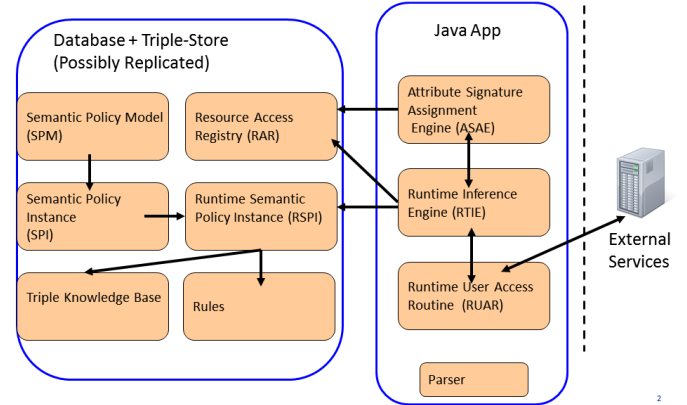 Database + Triple-Store
(Possibly Replicated)
Semantic Policy Model
(SPM)
Resource Access
Registry (RAR)
Semantic Policy
Instance
(SPI)
Runtime Semantic
Policy Instance (RSPI)
Triple Knowledge Base
Rules
Java App
Attribute Signature
Assignment
Engine (ASAE)
Runtime Inference
Engine (RTIE)
Runtime User Access
Routine (RUAR)
Parser
External
Services
2